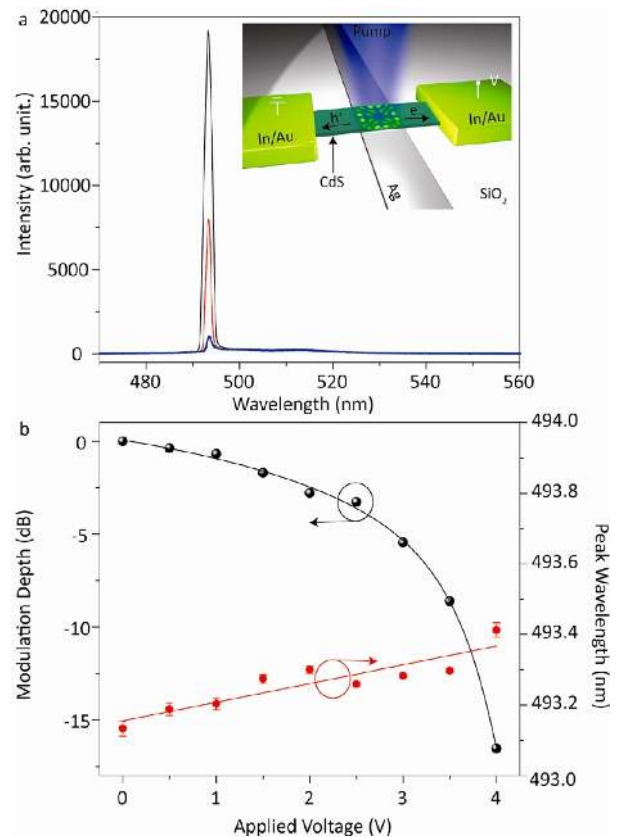 a
20000
15000
10000
5000
0
Intensity (arb. unit.)
480 500 520 540 560
Wavelength (nm)
Pump
V
In/Au
h+
e
In/Au
CdS
Ag
SiO2
b
0
-5
-10
-15
Modulation Depth (dB)
494.0
493.8
493.6
493.4
493.2
493.0
Peak Wavelength (nm)
0 1 2 3 4
Applied Voltage (V)